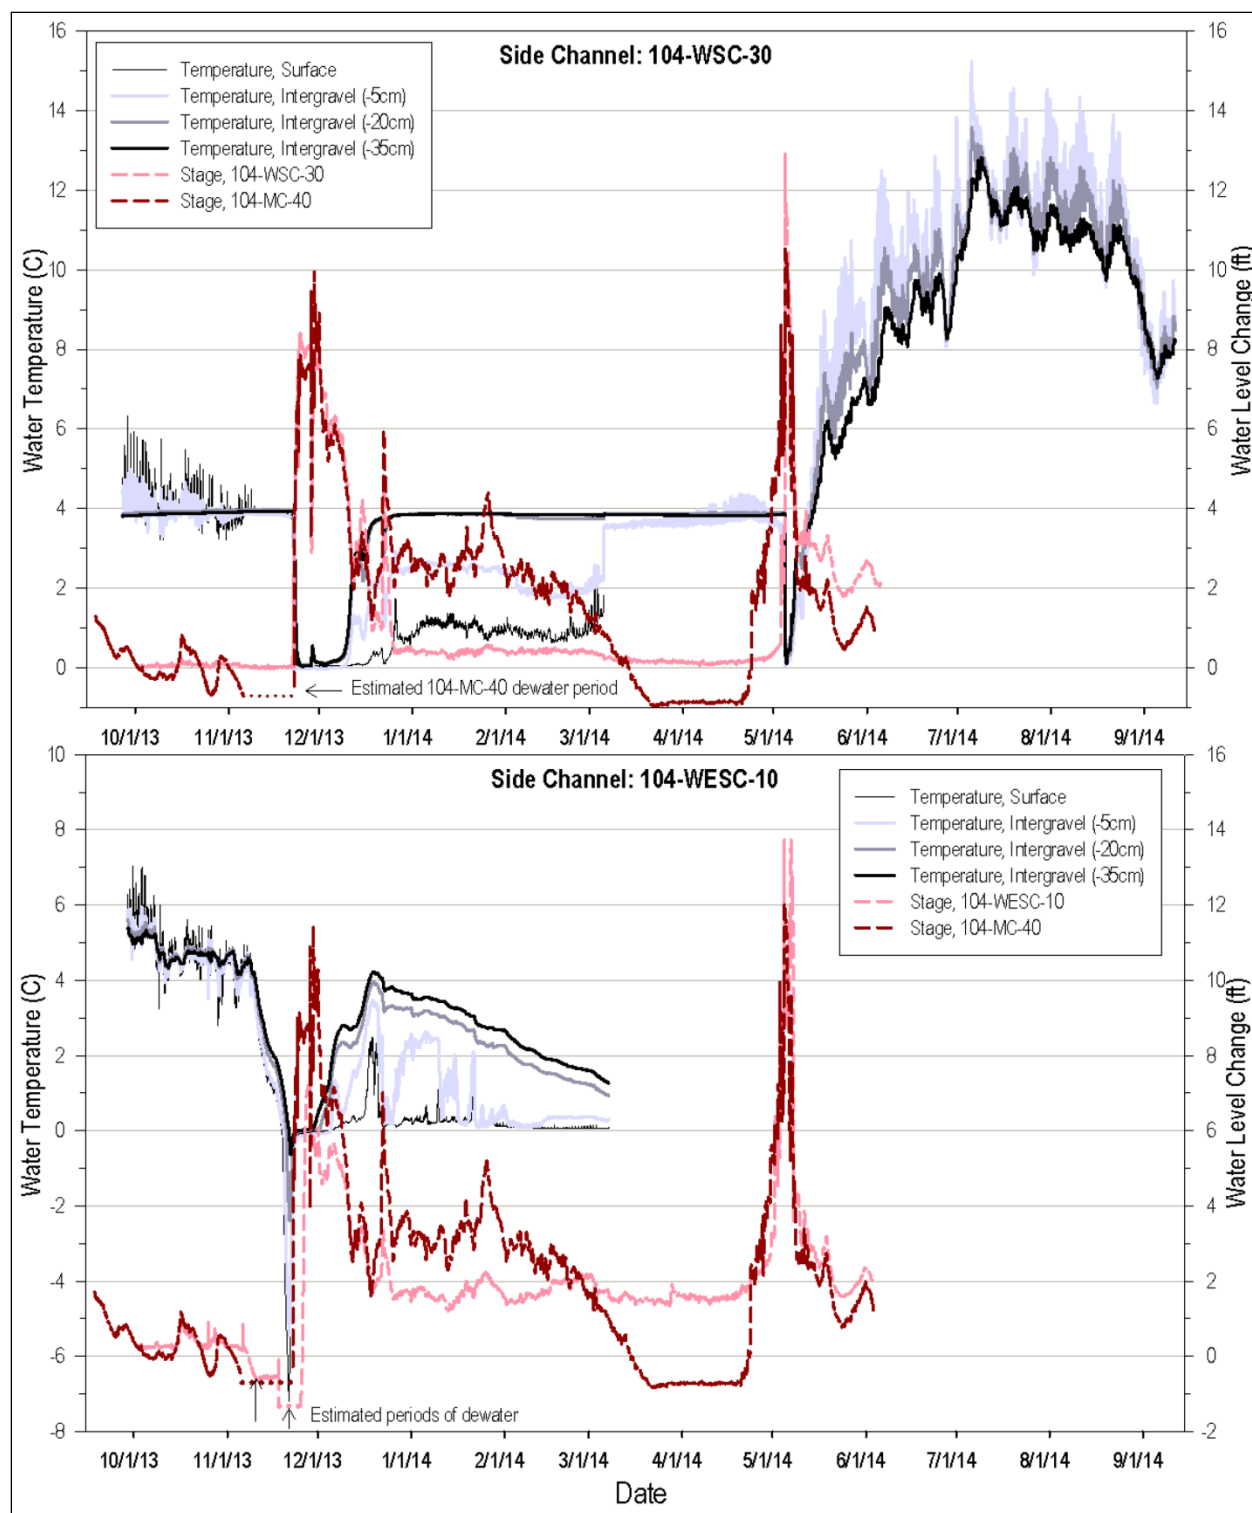 Side Channel: 104-WSC-30
Temperature, Surface
Temperature, Intergravel (-5cm)
Temperature, Intergravel (-20cm)
Temperature, Intergravel (-35cm)
Stage, 104-WSC-30
Stage, 104-MC-40
Water Temperature (C)
16
14
12
10
8
6
4
2
0
Water Level Change (ft)
16
14
12
10
8
6
4
2
0
Estimated 104-MC-40 dewater period
10/1/13 11/1/13 12/1/13 1/1/14 2/1/14 3/1/14 4/1/14 5/1/14 6/1/14 7/1/14 8/1/14 9/1/14
Side Channel: 104-WESC-10
Temperature, Surface
Temperature, Intergravel (-5cm)
Temperature, Intergravel (-20cm)
Temperature, Intergravel (-35cm)
Stage, 104-WESC-10
Stage, 104-MC-40
Water Temperature (C)
10
8
6
4
2
0
-2
-4
-6
-8
Water Level Change (ft)
16
14
12
10
8
6
4
2
0
-2
Estimated periods of dewater
10/1/13 11/1/13 12/1/13 1/1/14 2/1/14 3/1/14 4/1/14 5/1/14 6/1/14 7/1/14 8/1/14 9/1/14
Date